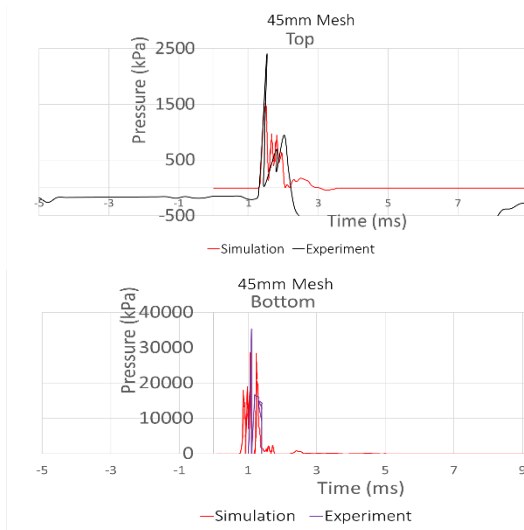 45mm Mesh
Top
Pressure (kPa)
2500
1500
500
-500
-5 -3 -1 1 3 5 7
Time (ms)
Simulation Experiment
45mm Mesh
Bottom
Pressure (kPa)
40000
30000
20000
10000
0
-5 -3 -1 1 3 5 7 9
Time (ms)
Simulation Experiment